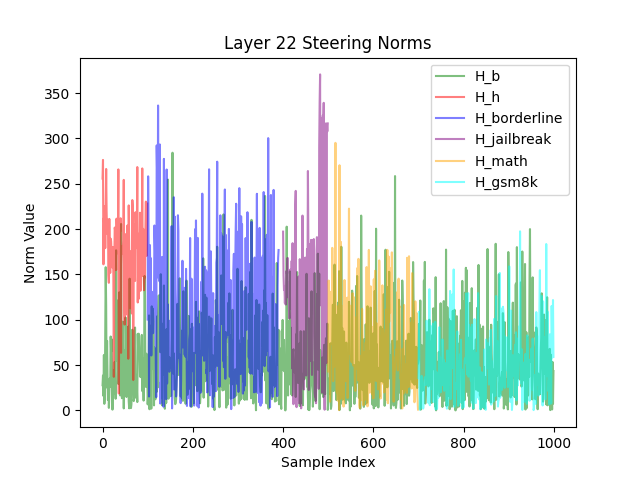 Layer 22 Steering Norms
H_b
H_h
H_borderline
H_jailbreak
H_math
H_gsm8k
Norm Value
350
300
250
200
150
100
50
0
0 200 400 600 800 1000
Sample Index